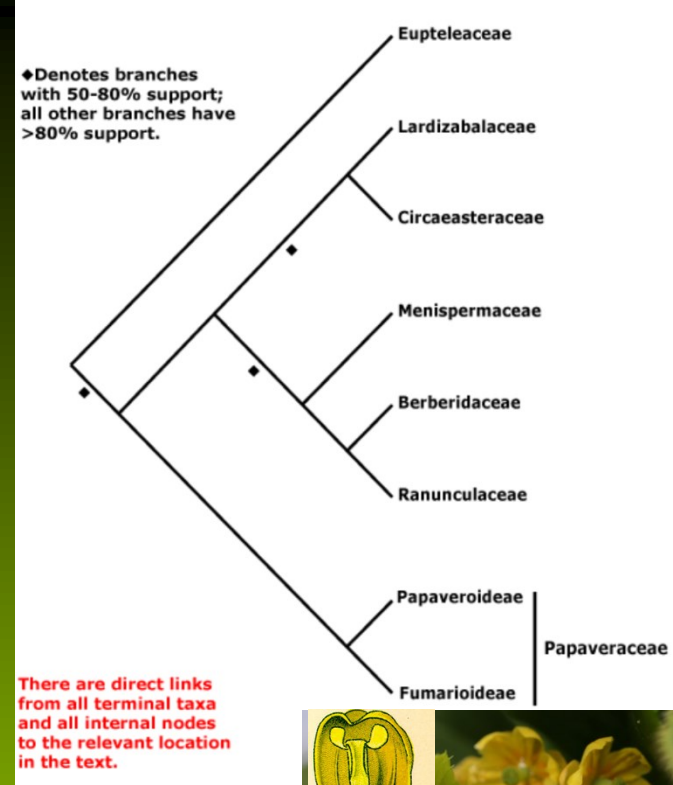 Eupteleaceae
◆Denotes branches
with 50-80% support;
all other branches have
>80% support.
Lardizabalaceae
Circaeasteraceae
Menispermaceae
Berberidaceae
Ranunculaceae
Papaveroideae
Papaveraceae
Fumarioideae
There are direct links
from all terminal taxa
and all internal nodes
to the relevant location
in the text.